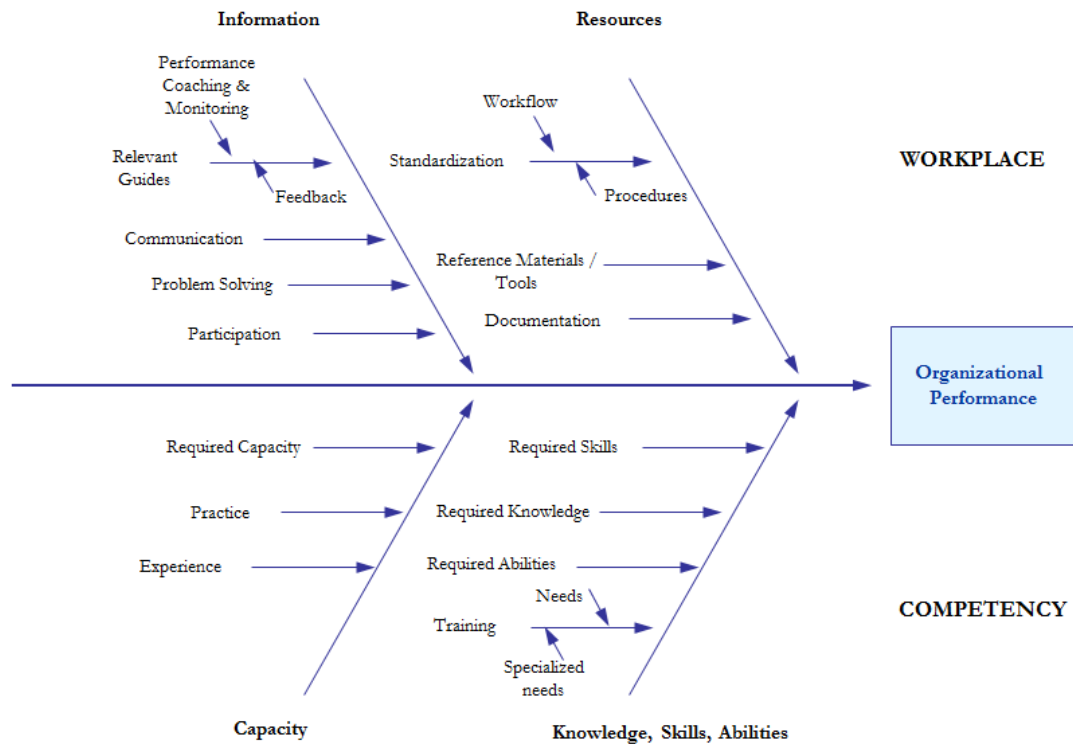 Information
Resources
Performance
Coaching &
Monitoring
Workflow
Relevant
Guides
Standardization
WORKPLACE
Feedback
Procedures
Communication
Reference Materials /
Tools
Problem Solving
Documentation
Participation
Organizational
Performance
Required Capacity
Required Skills
Practice
Required Knowledge
Experience
Required Abilities
Needs
COMPETENCY
Training
Specialized
needs
Capacity
Knowledge, Skills, Abilities